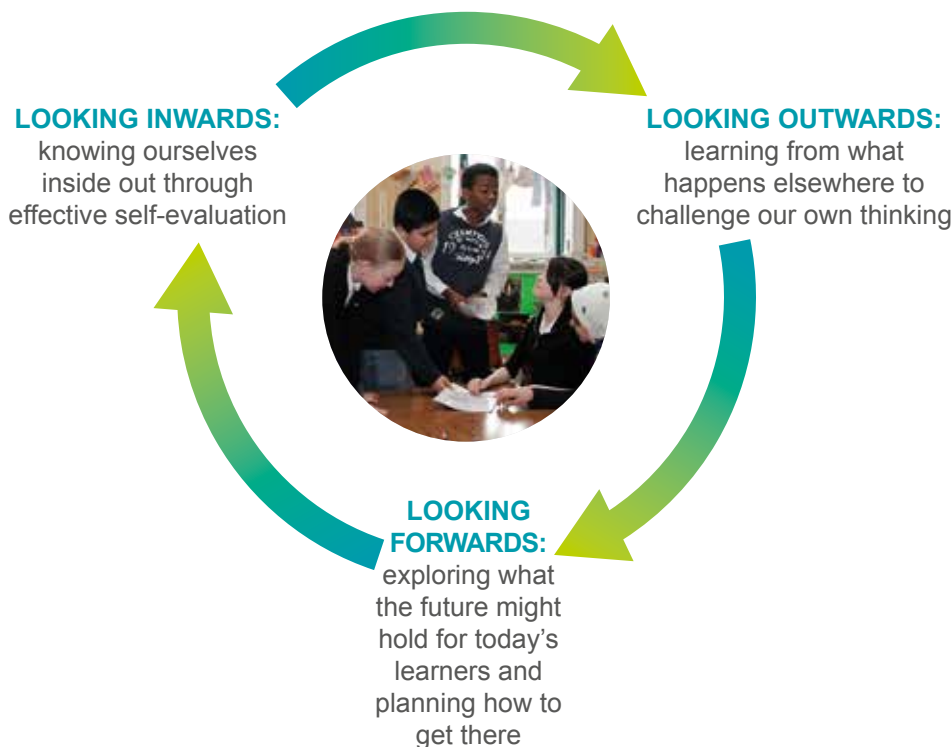 LOOKING INWARDS:
knowing ourselves
inside out through
effective self-evaluation
LOOKING OUTWARDS:
learning from what
happens elsewhere to
challenge our own thinking
LOOKING
FORWARDS:
exploring what
the future might
hold for today's
learners and
planning how to
get there